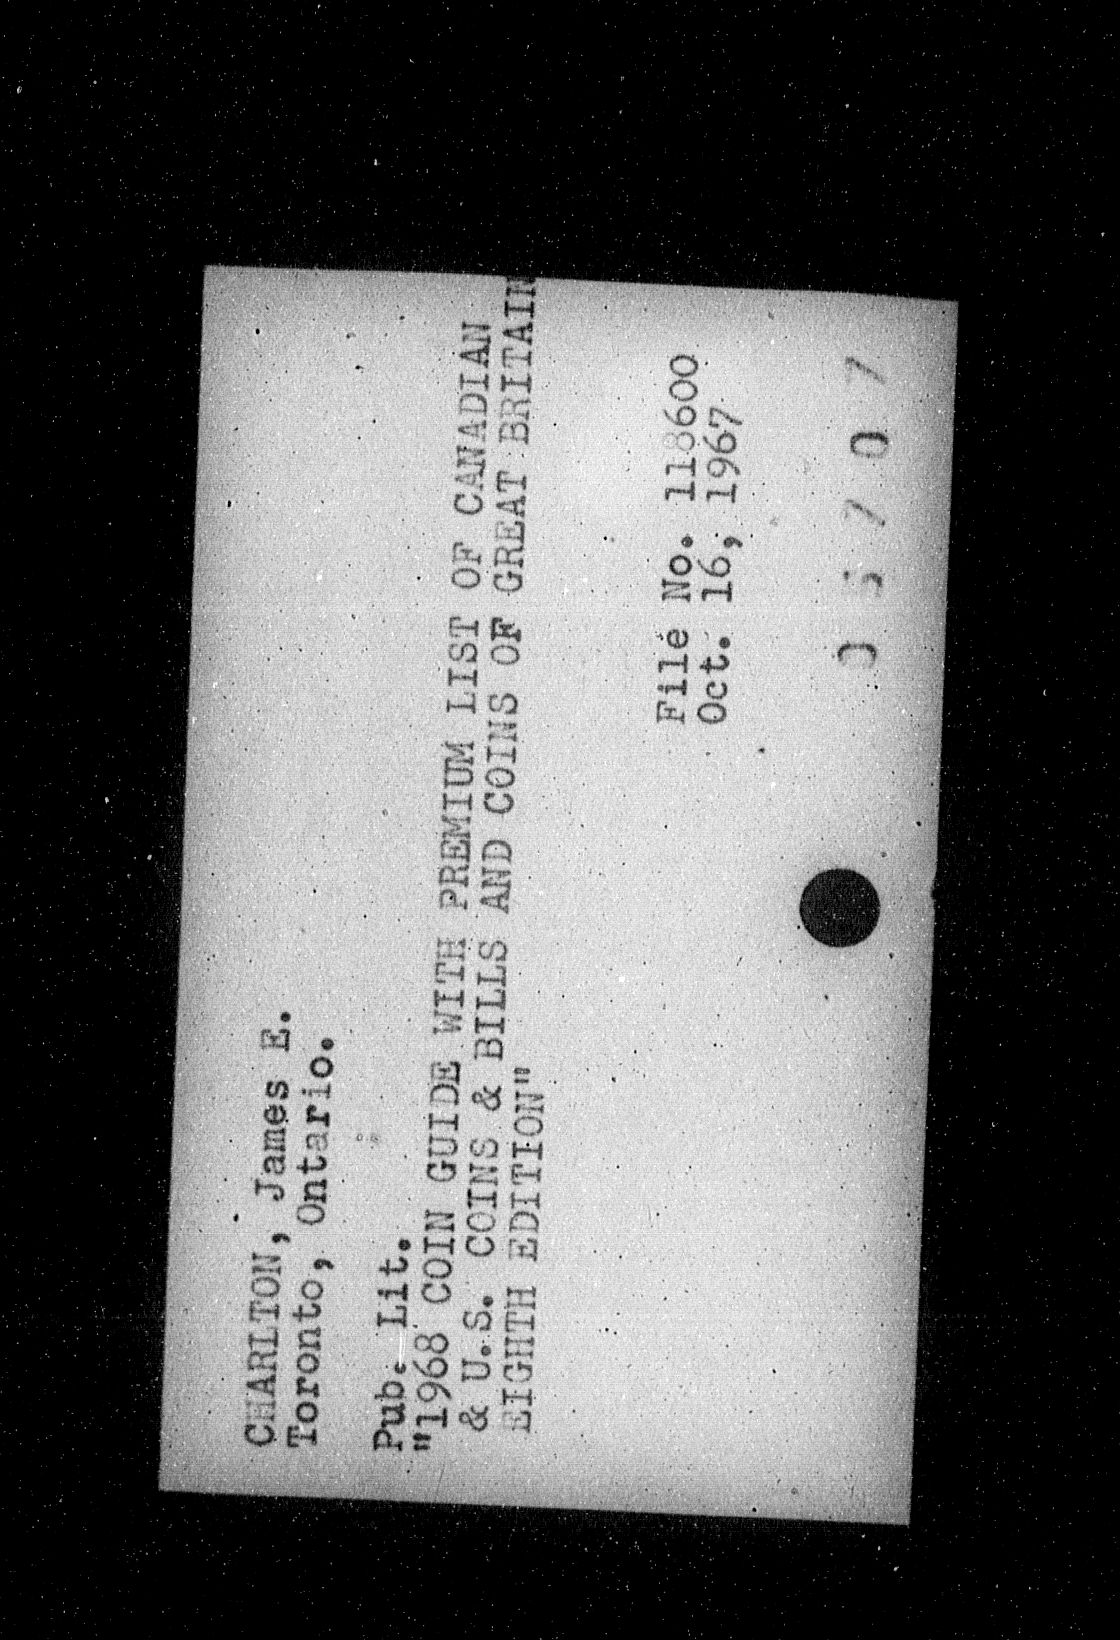 CHARLTON, James E.
Toronto, Ontario.
Pub. Lit.
"1968 COIN GUIDE WITH PREMIUM LIST OF CANADIAN
& U.S. COINS & BILLS AND COINS OF GREAT BRITAIN
EIGHTH EDITION"
File No. 118600
Oct. 16, 1967